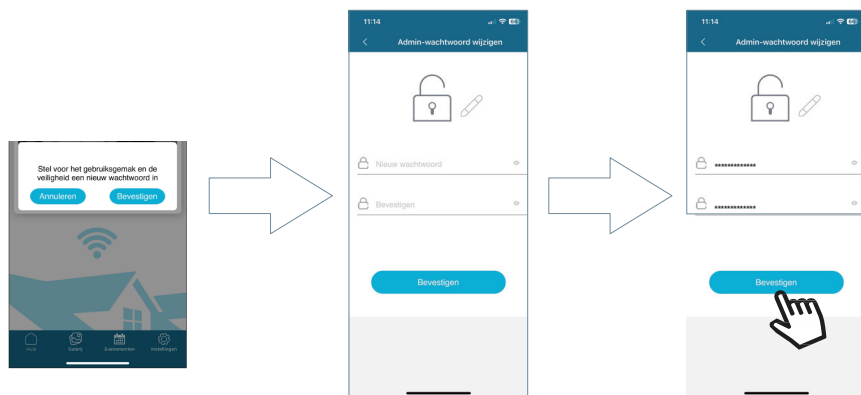 Stel voor het gebruiksgemak en de
veiligheid een nieuw wachtwoord in
Annuleren
Bevestigen
Huis
Galerij
Evenementen
Instellingen
11:14
Admin-wachtwoord wijzigen
Nieuw wachtwoord
Bevestigen
Bevestigen
11:14
Admin-wachtwoord wijzigen
*************
*************
Bevestigen